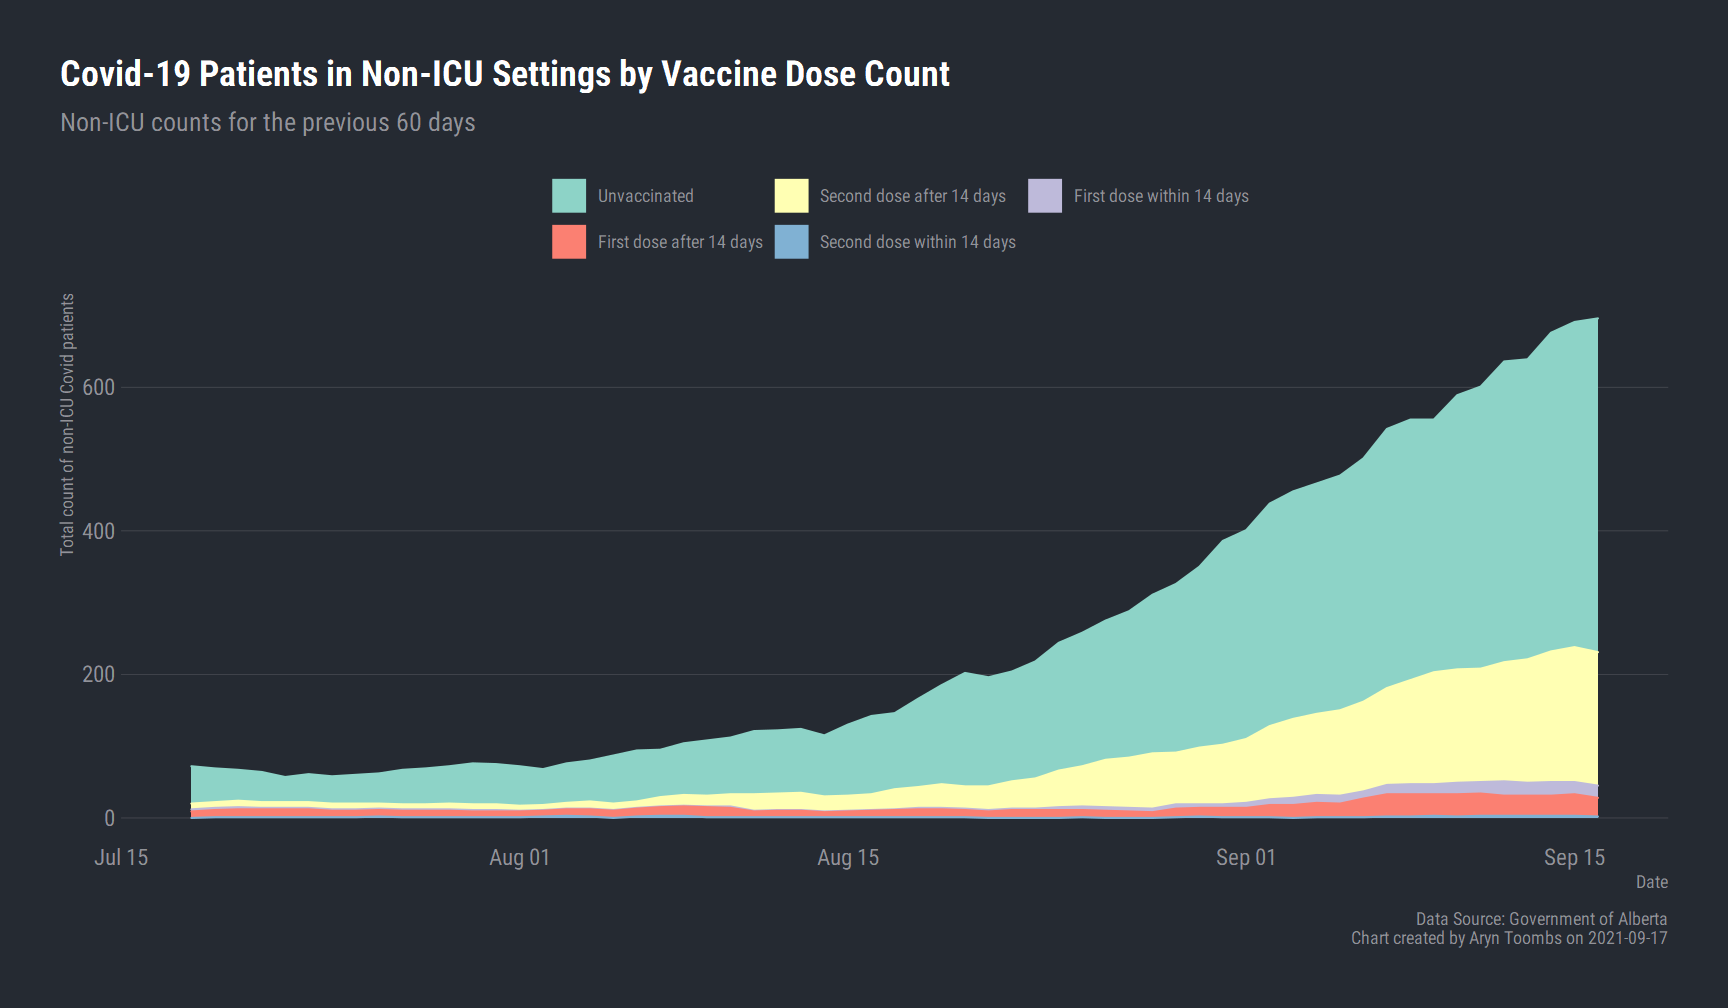 Covid-19 Patients in Non-ICU Settings by Vaccine Dose Count
Non-ICU counts for the previous 60 days
Unvaccinated
Second dose after 14 days
First dose within 14 days
First dose after 14 days
Second dose within 14 days
Total count of non-ICU Covid patients
600
400
200
0
Jul 15
Aug 01
Aug 15
Sep 01
Sep 15
Date
Data Source: Government of Alberta
Chart created by Aryn Toombs on 2021-09-17